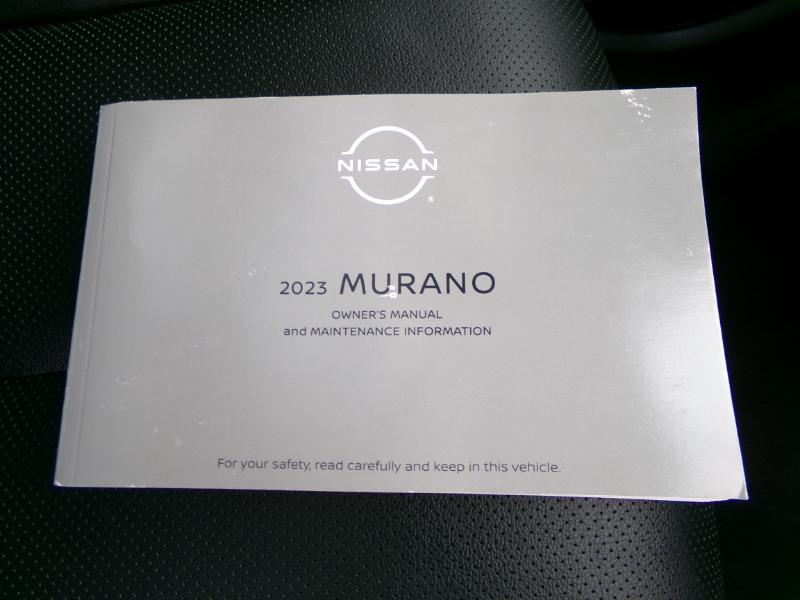 NISSAN
2023 MURANO
OWNER'S MANUAL
and MAINTENANCE INFORMATION
For your safety, read carefully and keep in this vehicle.